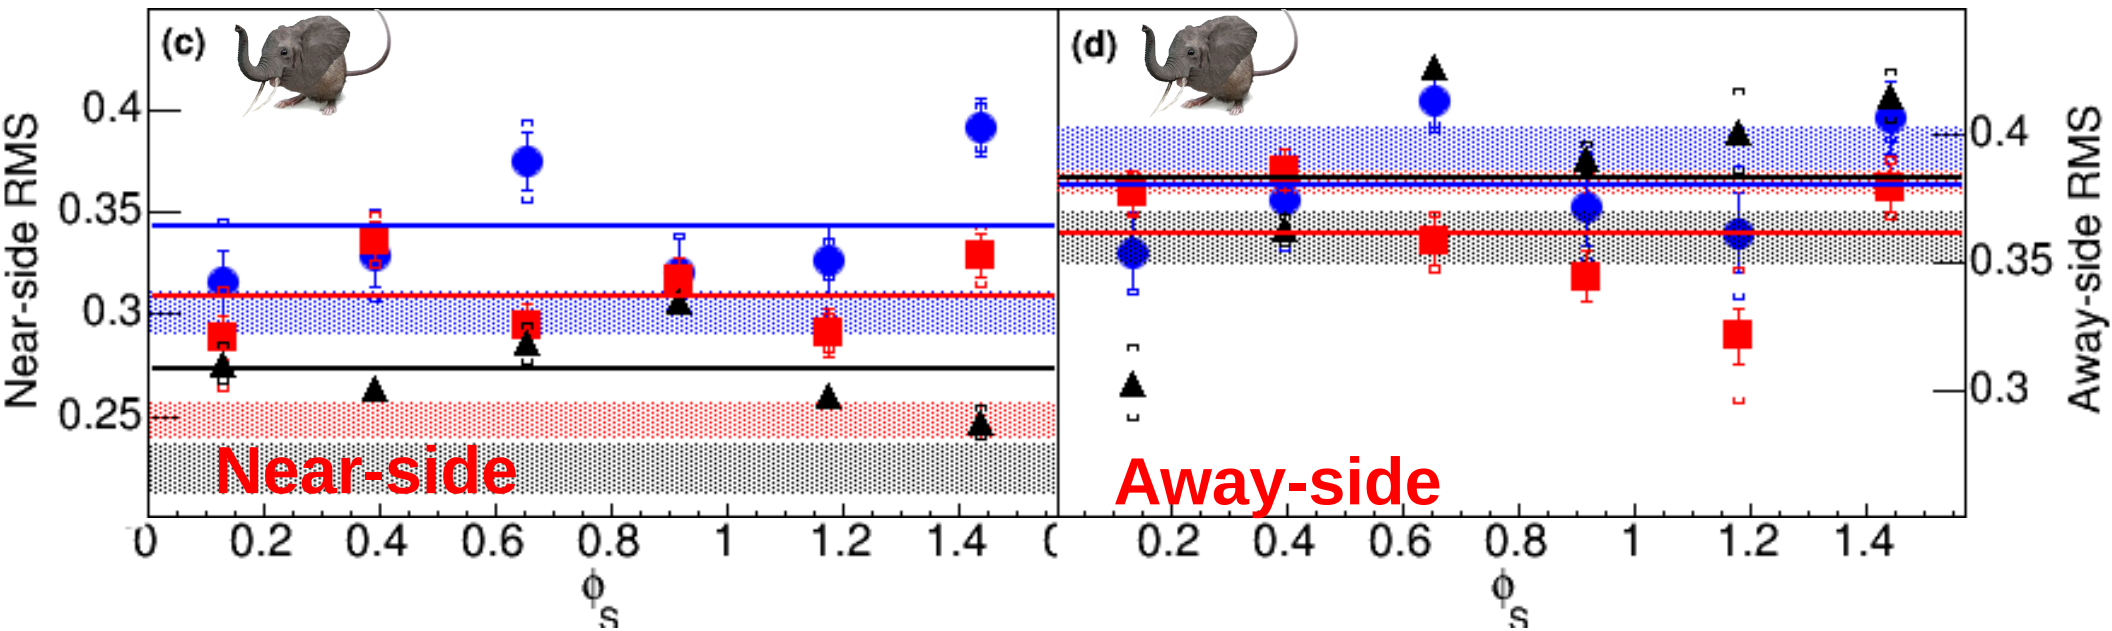 (c)
(d)
0.4
0.35
0.3
0.25
Near-side RMS
Near-side
0 0.2 0.4 0.6 0.8 1 1.2 1.4
ϕS
Away-side
0.4
0.35
0.3
Away-side RMS
0.2 0.4 0.6 0.8 1 1.2 1.4
ϕS